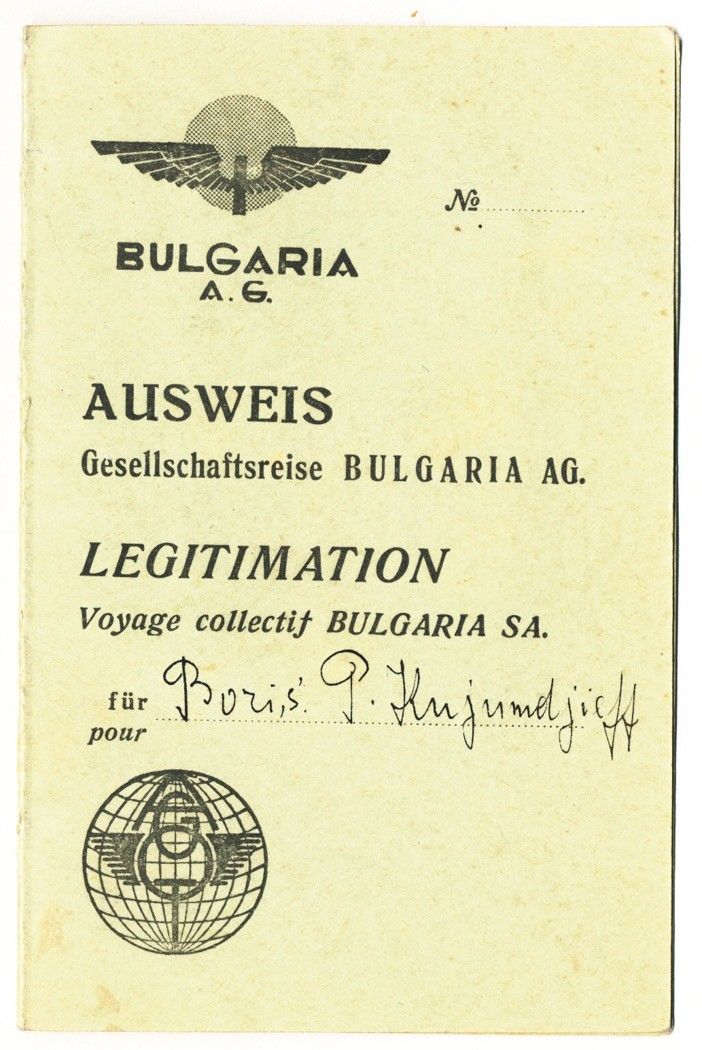 №
BULGARIA
A.G.
AUSWEIS
Gesellschaftsreise BULGARIA AG.
LEGITIMATION
Voyage collectif BULGARIA SA.
für Boris P. Kujumdjieff
pour